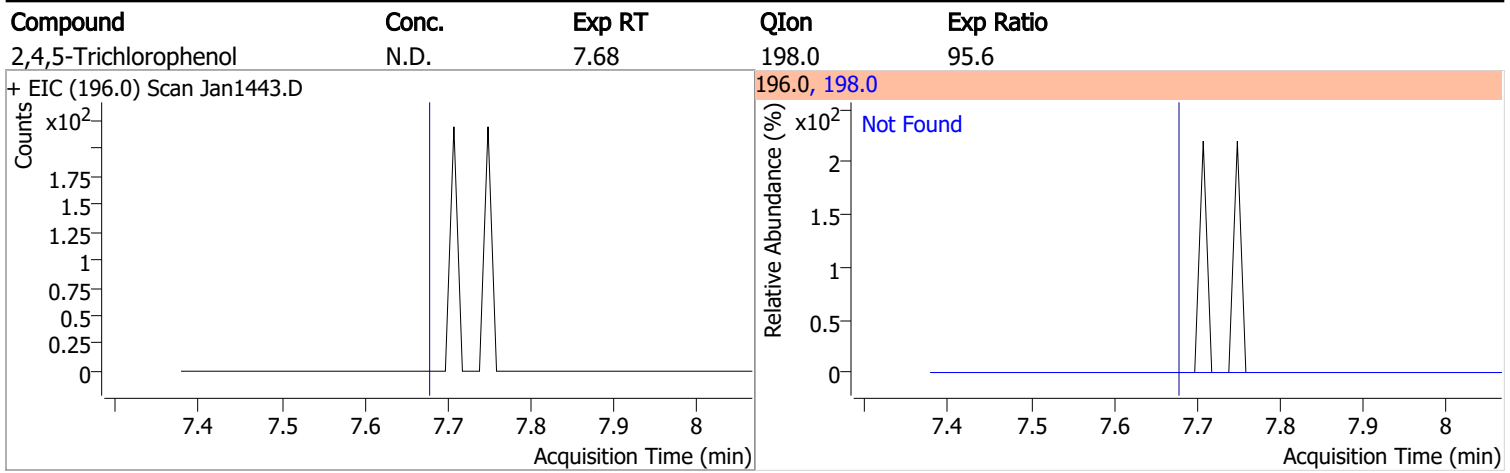 Compound Conc. Exp RT QIon Exp Ratio
2,4,5-Trichlorophenol N.D. 7.68 198.0 95.6
+ EIC (196.0) Scan Jan1443.D
Counts
x10²
1.75
1.5
1.25
1
0.75
0.5
0.25
0
7.4 7.5 7.6 7.7 7.8 7.9 8
Acquisition Time (min)
196.0, 198.0
Relative Abundance (%)
x10²
Not Found
2
1.5
1
0.5
0
7.4 7.5 7.6 7.7 7.8 7.9 8
Acquisition Time (min)